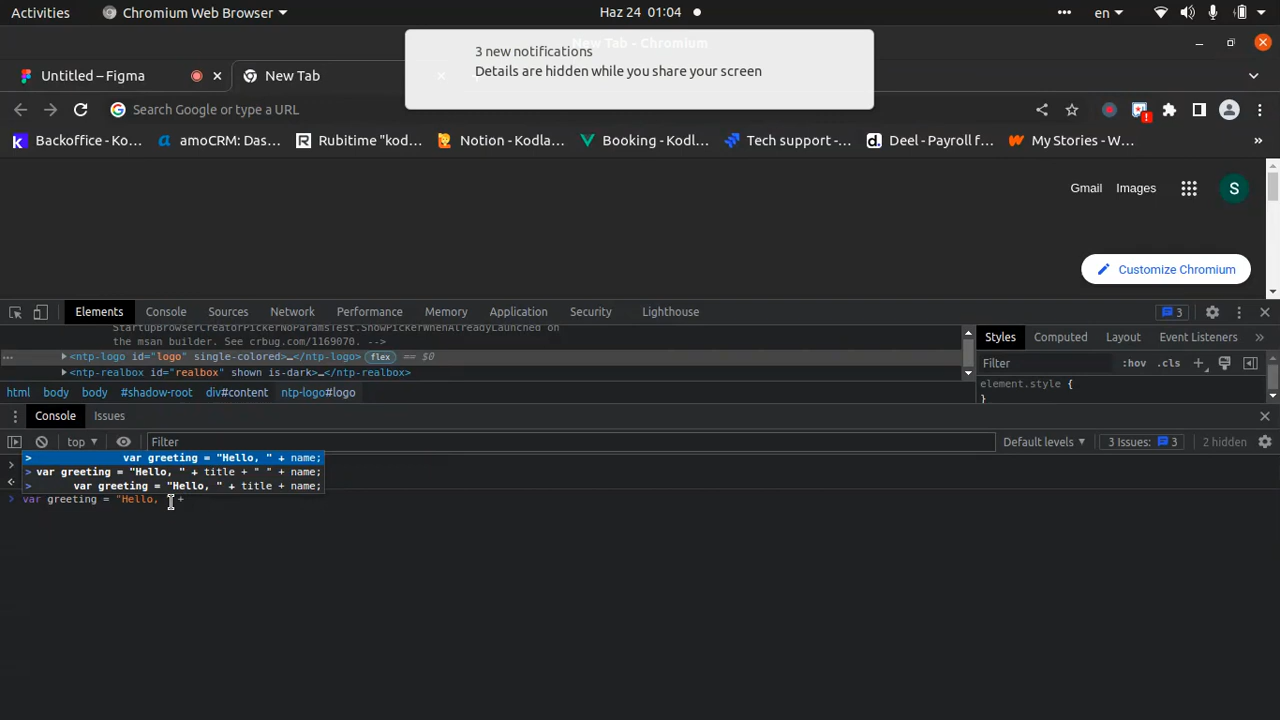 Activities Chromium Web Browser Haz 24 01:04 en
3 new notifications
Details are hidden while you share your screen
Untitled – Figma New Tab
Search Google or type a URL
Backoffice - Ko... amoCRM: Das... Rubitime "kod... Notion - Kodla... Booking - Kodl... Tech support -... Deel - Payroll f... My Stories - W... »
Gmail Images S
Customize Chromium
Elements Console Sources Network Performance Memory Application Security Lighthouse 3
StartupBrowserCreatorPickerNoParamsTest.ShowPickerWhenAlreadyLaunched on
the msan builder. See crbug.com/1169070. -->
<ntp-logo id="logo" single-colored>…</ntp-logo> flex == $0
<ntp-realbox id="realbox" shown is-dark>…</ntp-realbox>
html body body #shadow-root div#content ntp-logo#logo
Styles Computed Layout Event Listeners »
Filter :hov .cls +
element.style {
}
Console Issues
top Filter Default levels 3 Issues: 3 2 hidden
> var greeting = "Hello, " + name;
> var greeting = "Hello, " + title + " " + name;
> var greeting = "Hello, " + title + name;
> var greeting = "Hello, " +